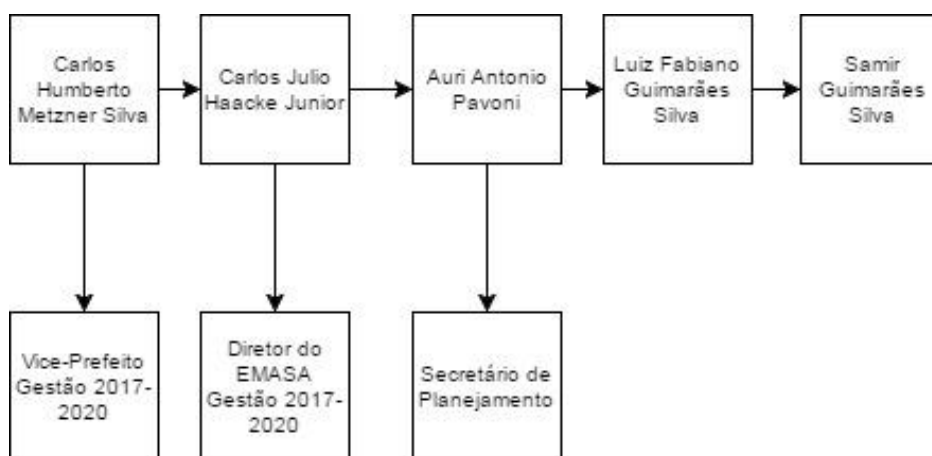 Carlos
Humberto
Metzner Silva
Carlos Julio
Haacke Junior
Auri Antonio
Pavoni
Luiz Fabiano
Guimarães
Silva
Samir
Guimarães
Silva
Vice-Prefeito
Gestão 2017-
2020
Diretor do
EMASA
Gestão 2017-
2020
Secretário de
Planejamento